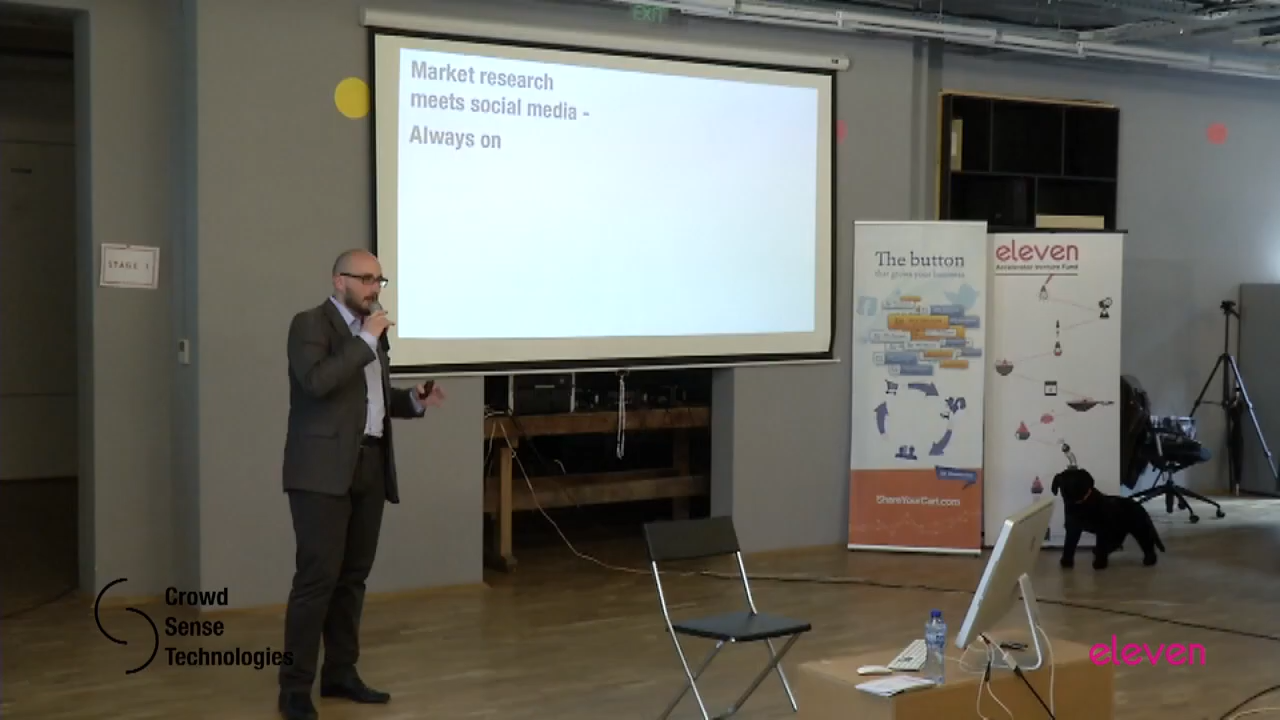 EXIT
Market research
meets social media -
Always on
STAGE 1
The button
that grows your business
ShareYourCart.com
eleven
Accelerator Venture Fund
Crowd
Sense
Technologies
eleven